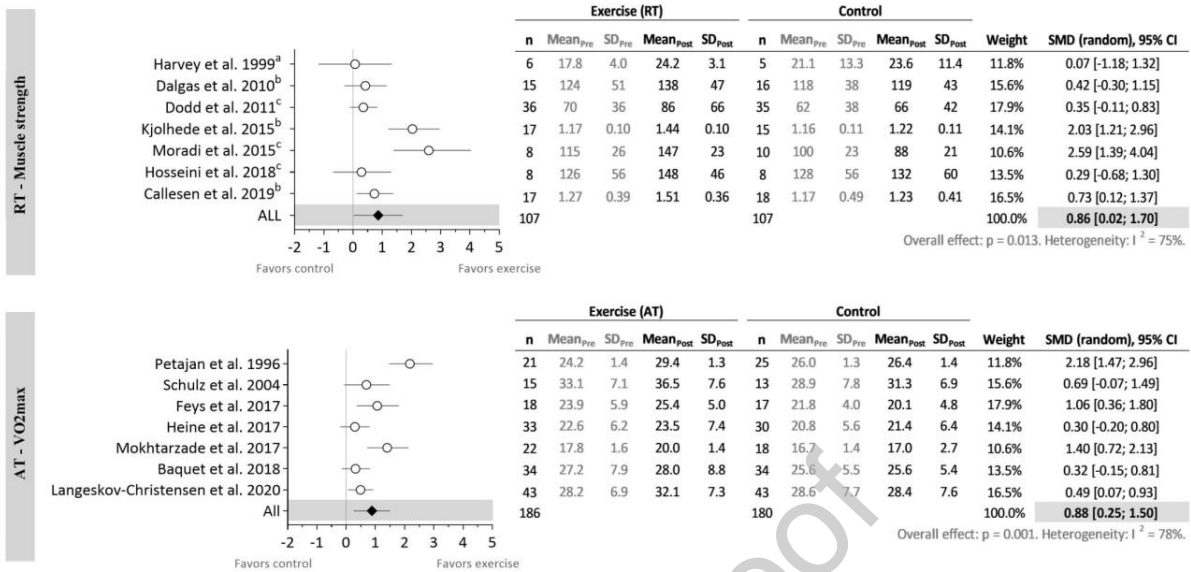 RT - Muscle strength
Exercise (RT) Control
n Mean_Pre SD_Pre Mean_Post SD_Post n Mean_Pre SD_Pre Mean_Post SD_Post Weight SMD (random), 95% CI
Harvey et al. 1999^a 6 17.8 4.0 24.2 3.1 5 21.1 13.3 23.6 11.4 11.8% 0.07 [-1.18; 1.32]
Dalgas et al. 2010^b 15 124 51 138 47 16 118 38 119 43 15.6% 0.42 [-0.30; 1.15]
Dodd et al. 2011^c 36 70 36 86 66 35 62 38 66 42 17.9% 0.35 [-0.11; 0.83]
Kjolhede et al. 2015^b 17 1.17 0.10 1.44 0.10 15 1.16 0.11 1.22 0.11 14.1% 2.03 [1.21; 2.96]
Moradi et al. 2015^c 8 115 26 147 23 10 100 23 88 21 10.6% 2.59 [1.39; 4.04]
Hosseini et al. 2018^c 8 126 56 148 46 8 128 56 132 60 13.5% 0.29 [-0.68; 1.30]
Callesen et al. 2019^b 17 1.27 0.39 1.51 0.36 18 1.17 0.49 1.23 0.41 16.5% 0.73 [0.12; 1.37]
ALL 107 107 100.0% 0.86 [0.02; 1.70]
-2 -1 0 1 2 3 4 5
Favors control Favors exercise
Overall effect: p = 0.013. Heterogeneity: I ² = 75%.
AT - VO2max
Exercise (AT) Control
n Mean_Pre SD_Pre Mean_Post SD_Post n Mean_Pre SD_Pre Mean_Post SD_Post Weight SMD (random), 95% CI
Petajan et al. 1996 21 24.2 1.4 29.4 1.3 25 26.0 1.3 26.4 1.4 11.8% 2.18 [1.47; 2.96]
Schulz et al. 2004 15 33.1 7.1 36.5 7.6 13 28.9 7.8 31.3 6.9 15.6% 0.69 [-0.07; 1.49]
Feys et al. 2017 18 23.9 5.9 25.4 5.0 17 21.8 4.0 20.1 4.8 17.9% 1.06 [0.36; 1.80]
Heine et al. 2017 33 22.6 6.2 23.5 7.4 30 20.8 5.6 21.4 6.4 14.1% 0.30 [-0.20; 0.80]
Mokhtarzade et al. 2017 22 17.8 1.6 20.0 1.4 18 16.7 1.4 17.0 2.7 10.6% 1.40 [0.72; 2.13]
Baquet et al. 2018 34 27.2 7.9 28.0 8.8 34 25.6 5.5 25.6 5.4 13.5% 0.32 [-0.15; 0.81]
Langeskov-Christensen et al. 2020 43 28.2 6.9 32.1 7.3 43 28.6 7.7 28.4 7.6 16.5% 0.49 [0.07; 0.93]
All 186 180 100.0% 0.88 [0.25; 1.50]
-2 -1 0 1 2 3 4 5
Favors control Favors exercise
Overall effect: p = 0.001. Heterogeneity: I ² = 78%.